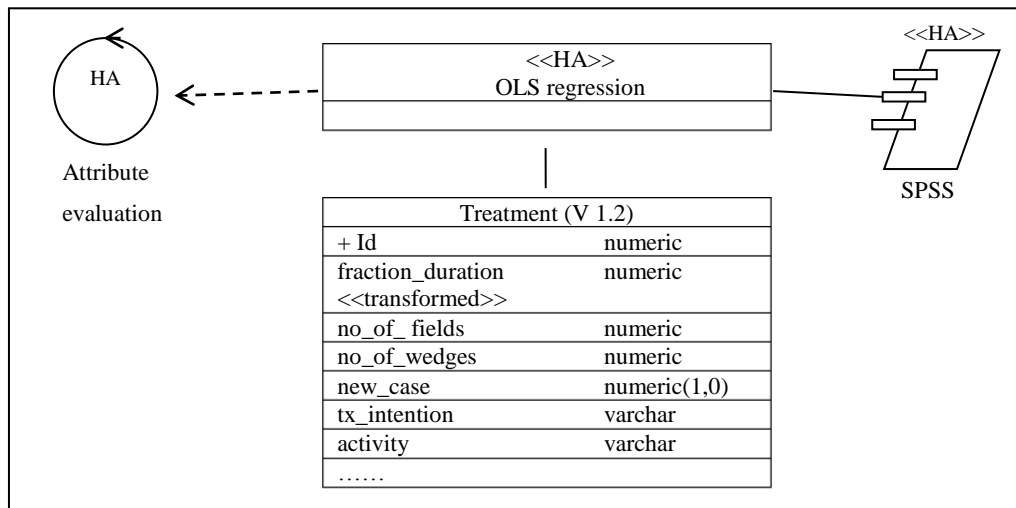 HA
Attribute
evaluation
<<HA>>
OLS regression
<<HA>>
SPSS
Treatment (V 1.2)
+ Id numeric
fraction_duration numeric
<<transformed>>
no_of_ fields numeric
no_of_wedges numeric
new_case numeric(1,0)
tx_intention varchar
activity varchar
……